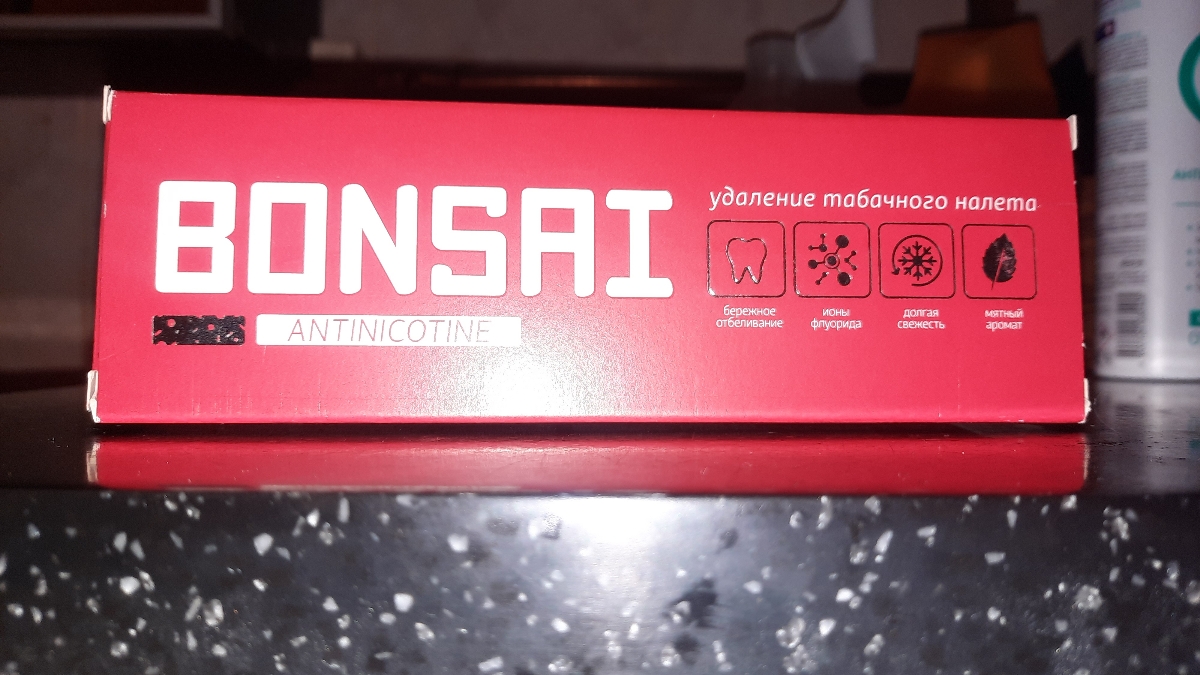 BONSAI
ANTINICOTINE
удаление табачного налета
бережное
отбеливание
ионы
флуорида
долгая
свежесть
мятный
аромат